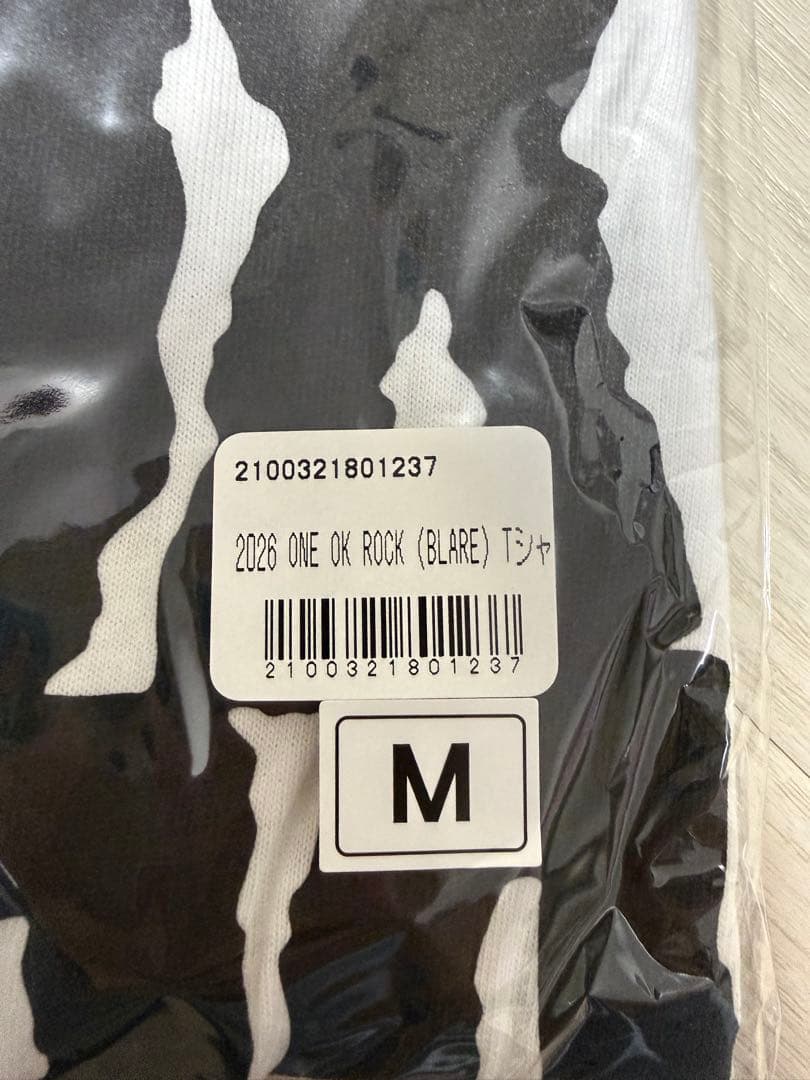 2100321801237
2026 ONE OK ROCK (BLARE) Tシャ
2100321801237
M